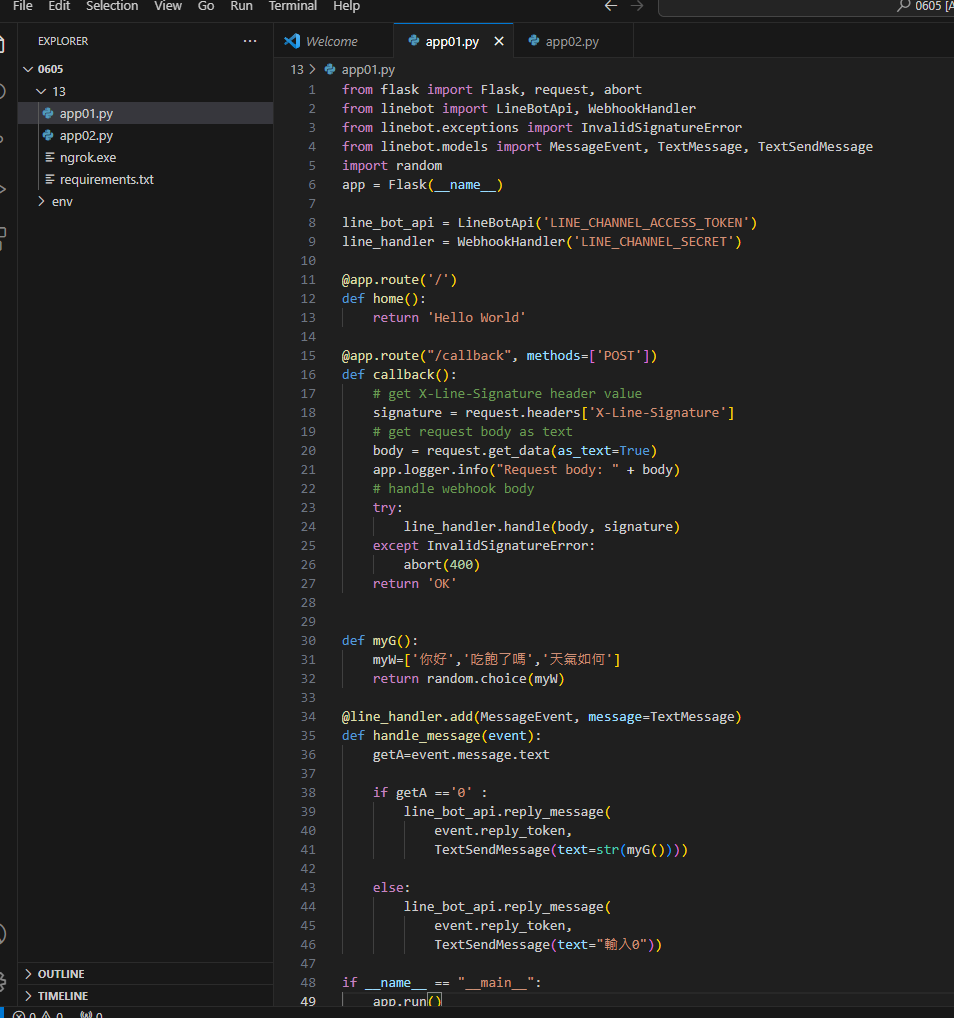 File Edit Selection View Go Run Terminal Help
0605 [A
EXPLORER
0605
13
app01.py
app02.py
ngrok.exe
requirements.txt
env
OUTLINE
TIMELINE
0 0 0
Welcome app01.py app02.py
13 > app01.py
1 from flask import Flask, request, abort
2 from linebot import LineBotApi, WebhookHandler
3 from linebot.exceptions import InvalidSignatureError
4 from linebot.models import MessageEvent, TextMessage, TextSendMessage
5 import random
6 app = Flask(__name__)
7
8 line_bot_api = LineBotApi('LINE_CHANNEL_ACCESS_TOKEN')
9 line_handler = WebhookHandler('LINE_CHANNEL_SECRET')
10
11 @app.route('/')
12 def home():
13     return 'Hello World'
14
15 @app.route("/callback", methods=['POST'])
16 def callback():
17     # get X-Line-Signature header value
18     signature = request.headers['X-Line-Signature']
19     # get request body as text
20     body = request.get_data(as_text=True)
21     app.logger.info("Request body: " + body)
22     # handle webhook body
23     try:
24         line_handler.handle(body, signature)
25     except InvalidSignatureError:
26         abort(400)
27     return 'OK'
28
29
30 def myG():
31     myW=['你好','吃飽了嗎','天氣如何']
32     return random.choice(myW)
33
34 @line_handler.add(MessageEvent, message=TextMessage)
35 def handle_message(event):
36     getA=event.message.text
37
38     if getA =='0' :
39         line_bot_api.reply_message(
40             event.reply_token,
41             TextSendMessage(text=str(myG())))
42
43     else:
44         line_bot_api.reply_message(
45             event.reply_token,
46             TextSendMessage(text="輸入0"))
47
48 if __name__ == "__main__":
49     app.run()